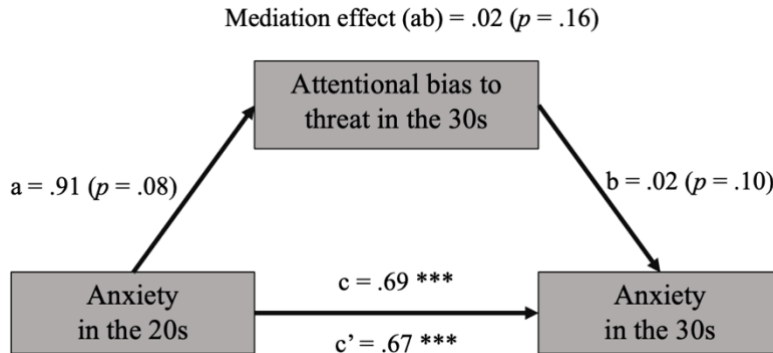 Mediation effect (ab) = .02 (p = .16)
Attentional bias to
threat in the 30s
a = .91 (p = .08)
b = .02 (p = .10)
Anxiety
in the 20s
c = .69 ***
c’ = .67 ***
Anxiety
in the 30s